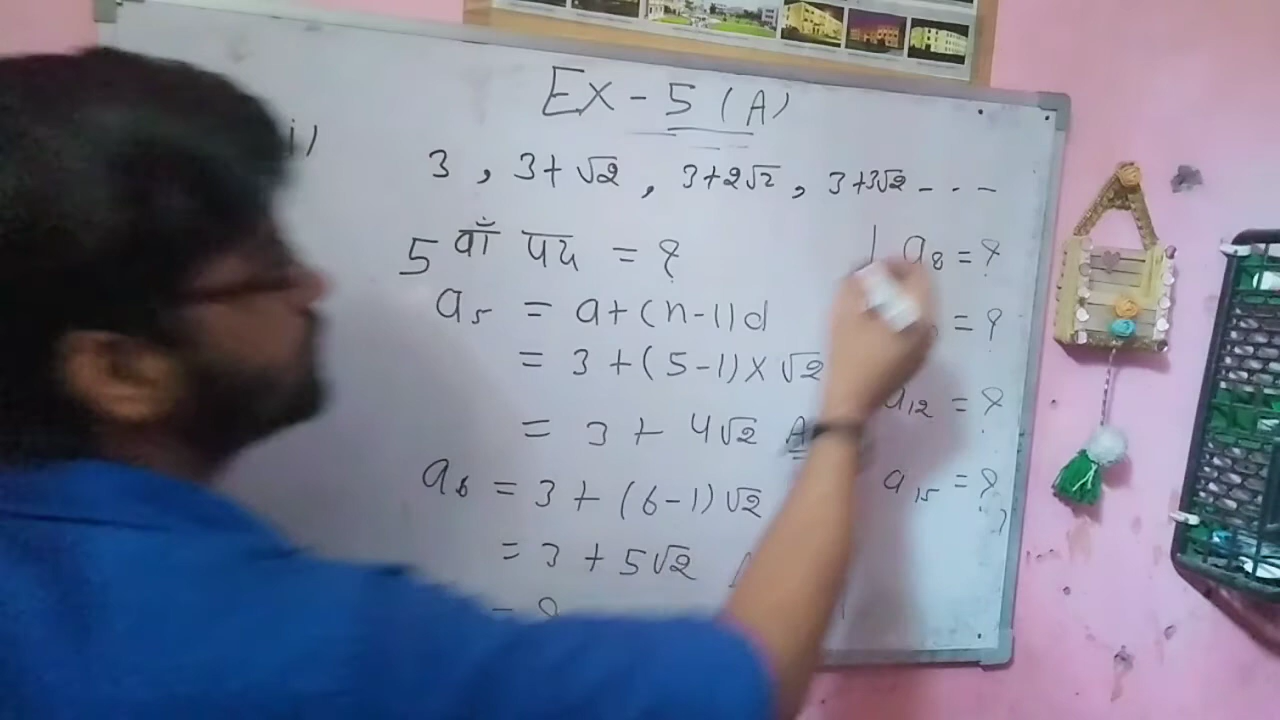 Ex - 5 (A)
i)
3 , 3+√2 , 3+2√2 , 3+3√2 - - -
5 वाँ पद = ?
a₅ = a+(n-1)d
= 3+(5-1)×√2
= 3 + 4√2
a₆ = 3+(6-1)√2
= 3 + 5√2
= ?
a₈ = ?
= ?
a₁₂ = ?
a₁₅ = ?